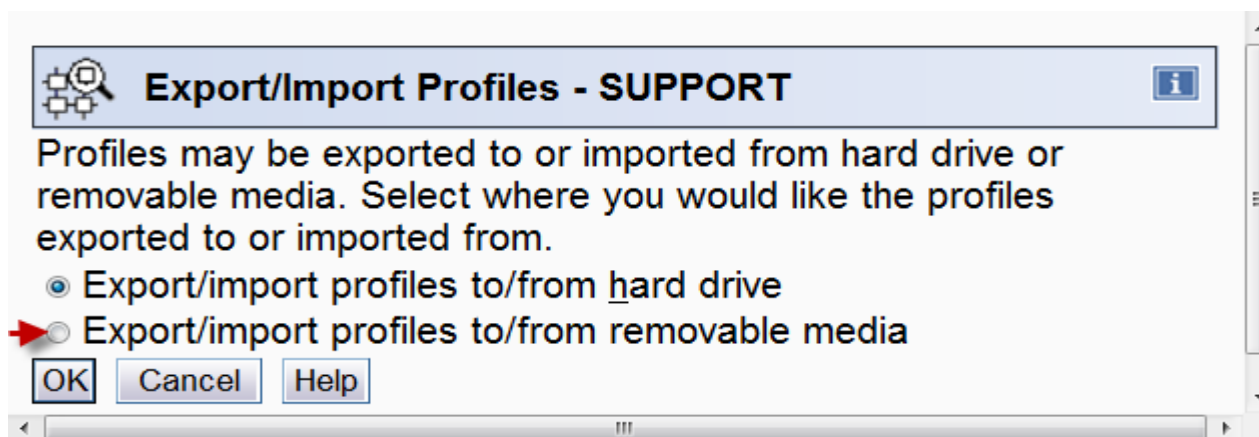 Export/Import Profiles - SUPPORT
i
Profiles may be exported to or imported from hard drive or
removable media. Select where you would like the profiles
exported to or imported from.
Export/import profiles to/from hard drive
Export/import profiles to/from removable media
OK Cancel Help